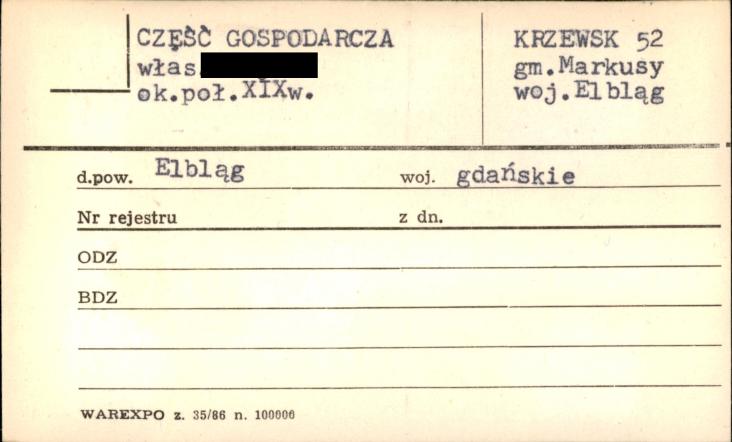 CZĘŚĆ GOSPODARCZA
włas.
ok.poł.XIXw.
KRZEWSK 52
gm.Markusy
woj.Elbląg
d.pow. Elbląg woj. gdańskie
Nr rejestru z dn.
ODZ
BDZ
WAREXPO z. 35/86 n. 100000